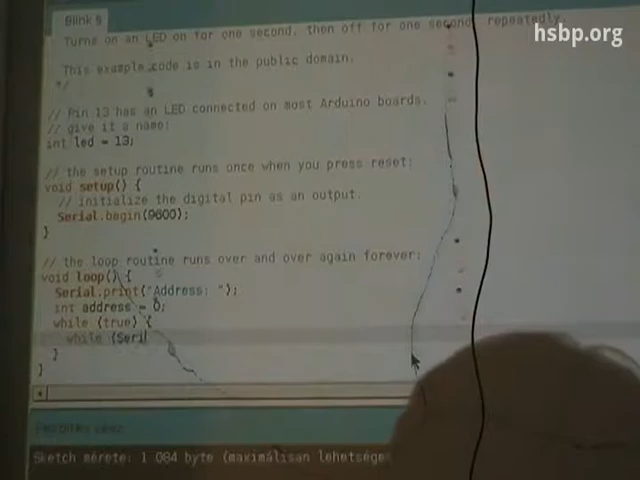 hsbp.org
Blink §
Turns on an LED on for one second, then off for one second, repeatedly.
This example code is in the public domain.
*/
// Pin 13 has an LED connected on most Arduino boards.
// give it a name:
int led = 13;
// the setup routine runs once when you press reset:
void setup() {
// initialize the digital pin as an output.
Serial.begin(9600);
}
// the loop routine runs over and over again forever:
void loop() {
Serial.print("Address: ");
int address = 0;
while (true) {
while (Seri
}
}
Sketch mérete: 1 084 byte (maximálisan lehetsége